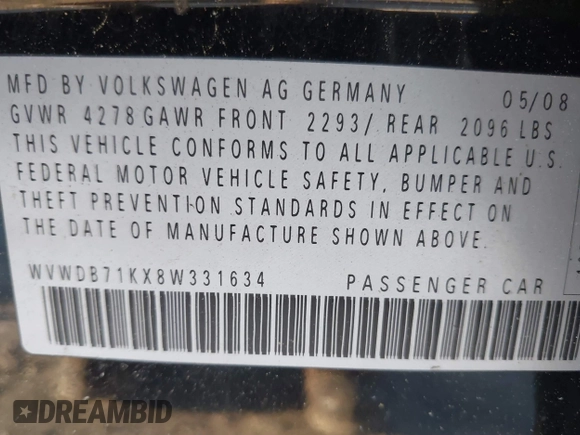 MFD BY VOLKSWAGEN AG GERMANY 05/08
GVWR 4278 GAWR FRONT 2293/ REAR 2096 LBS
THIS VEHICLE CONFORMS TO ALL APPLICABLE U.S.
FEDERAL MOTOR VEHICLE SAFETY, BUMPER AND
THEFT PREVENTION STANDARDS IN EFFECT ON
THE DATE OF MANUFACTURE SHOWN ABOVE.
WVWDB71KX8W331634 PASSENGER CAR
DREAMBID